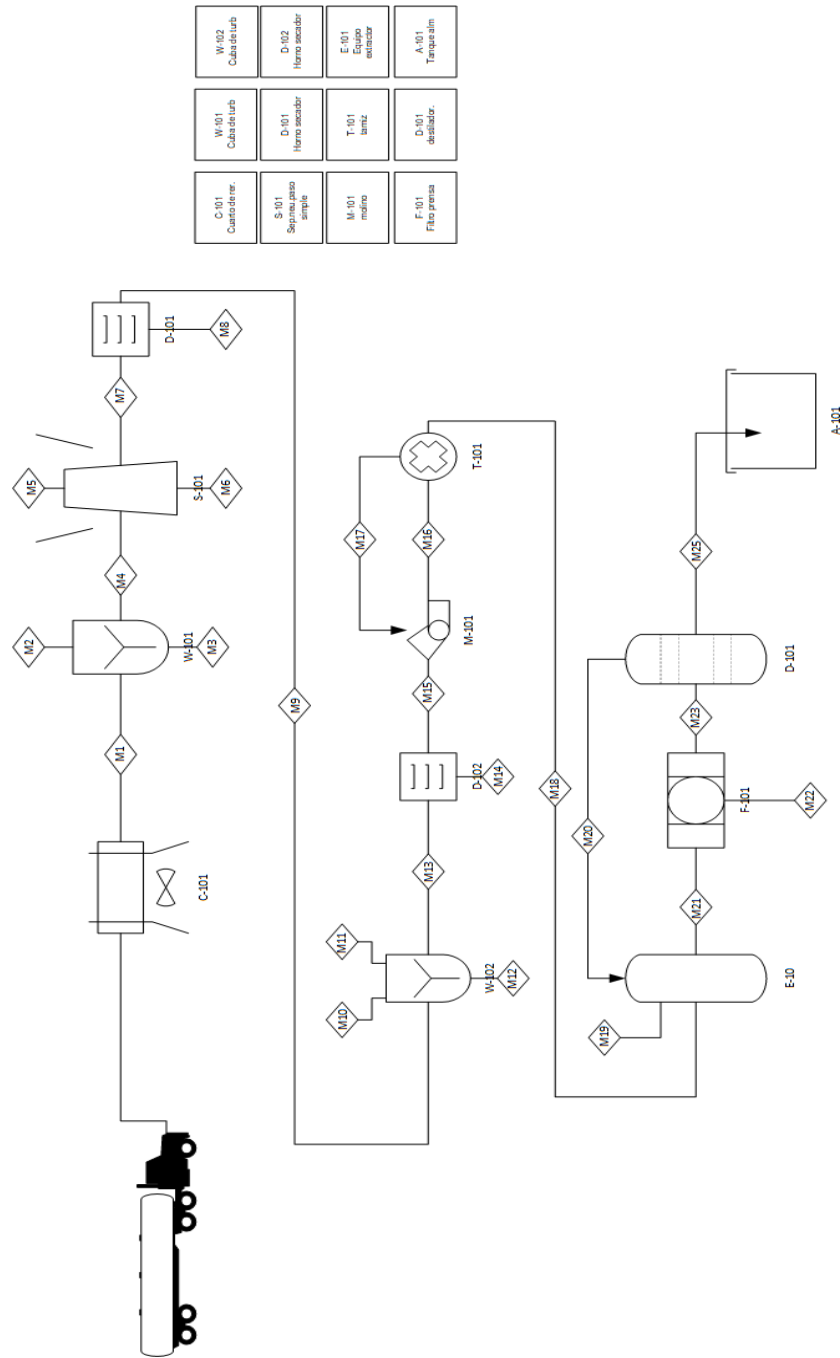 C-101
Cuarto de rer.
W-101
Cuba de turb
W-102
Cuba de turb
S-101
Sep.neu.paso
simple
D-101
Horno secador
D-102
Horno secador
M-101
molino
T-101
tamiz
E-101
Equipo
extractor
F-101
Filtro prensa
D-101
destilador.
A-101
Tanque alm
C-101
M1
M2
W-101
M3
M4
M5
S-101
M6
M7
D-101
M8
M9
M10
M11
W-102
M12
M13
D-102
M14
M15
M-101
M16
M17
T-101
M18
M19
E-10
M20
M21
F-101
M22
M23
D-101
M25
A-101